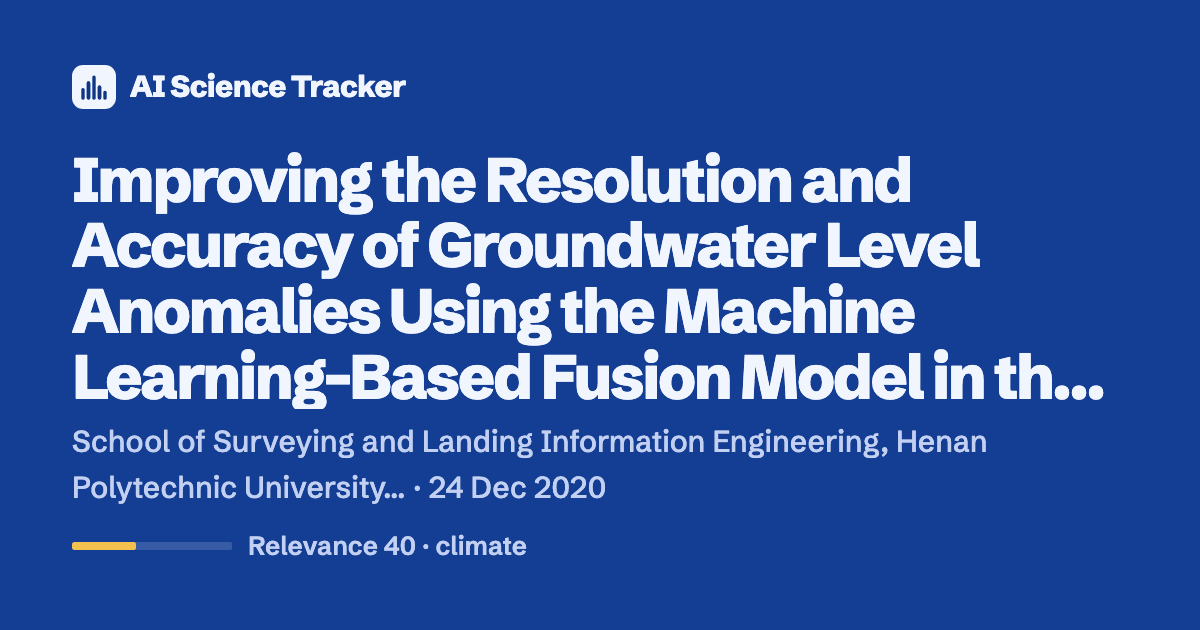 AI Science Tracker
Improving the Resolution and
Accuracy of Groundwater Level
Anomalies Using the Machine
Learning-Based Fusion Model in th...
School of Surveying and Landing Information Engineering, Henan
Polytechnic University... · 24 Dec 2020
Relevance 40 · climate